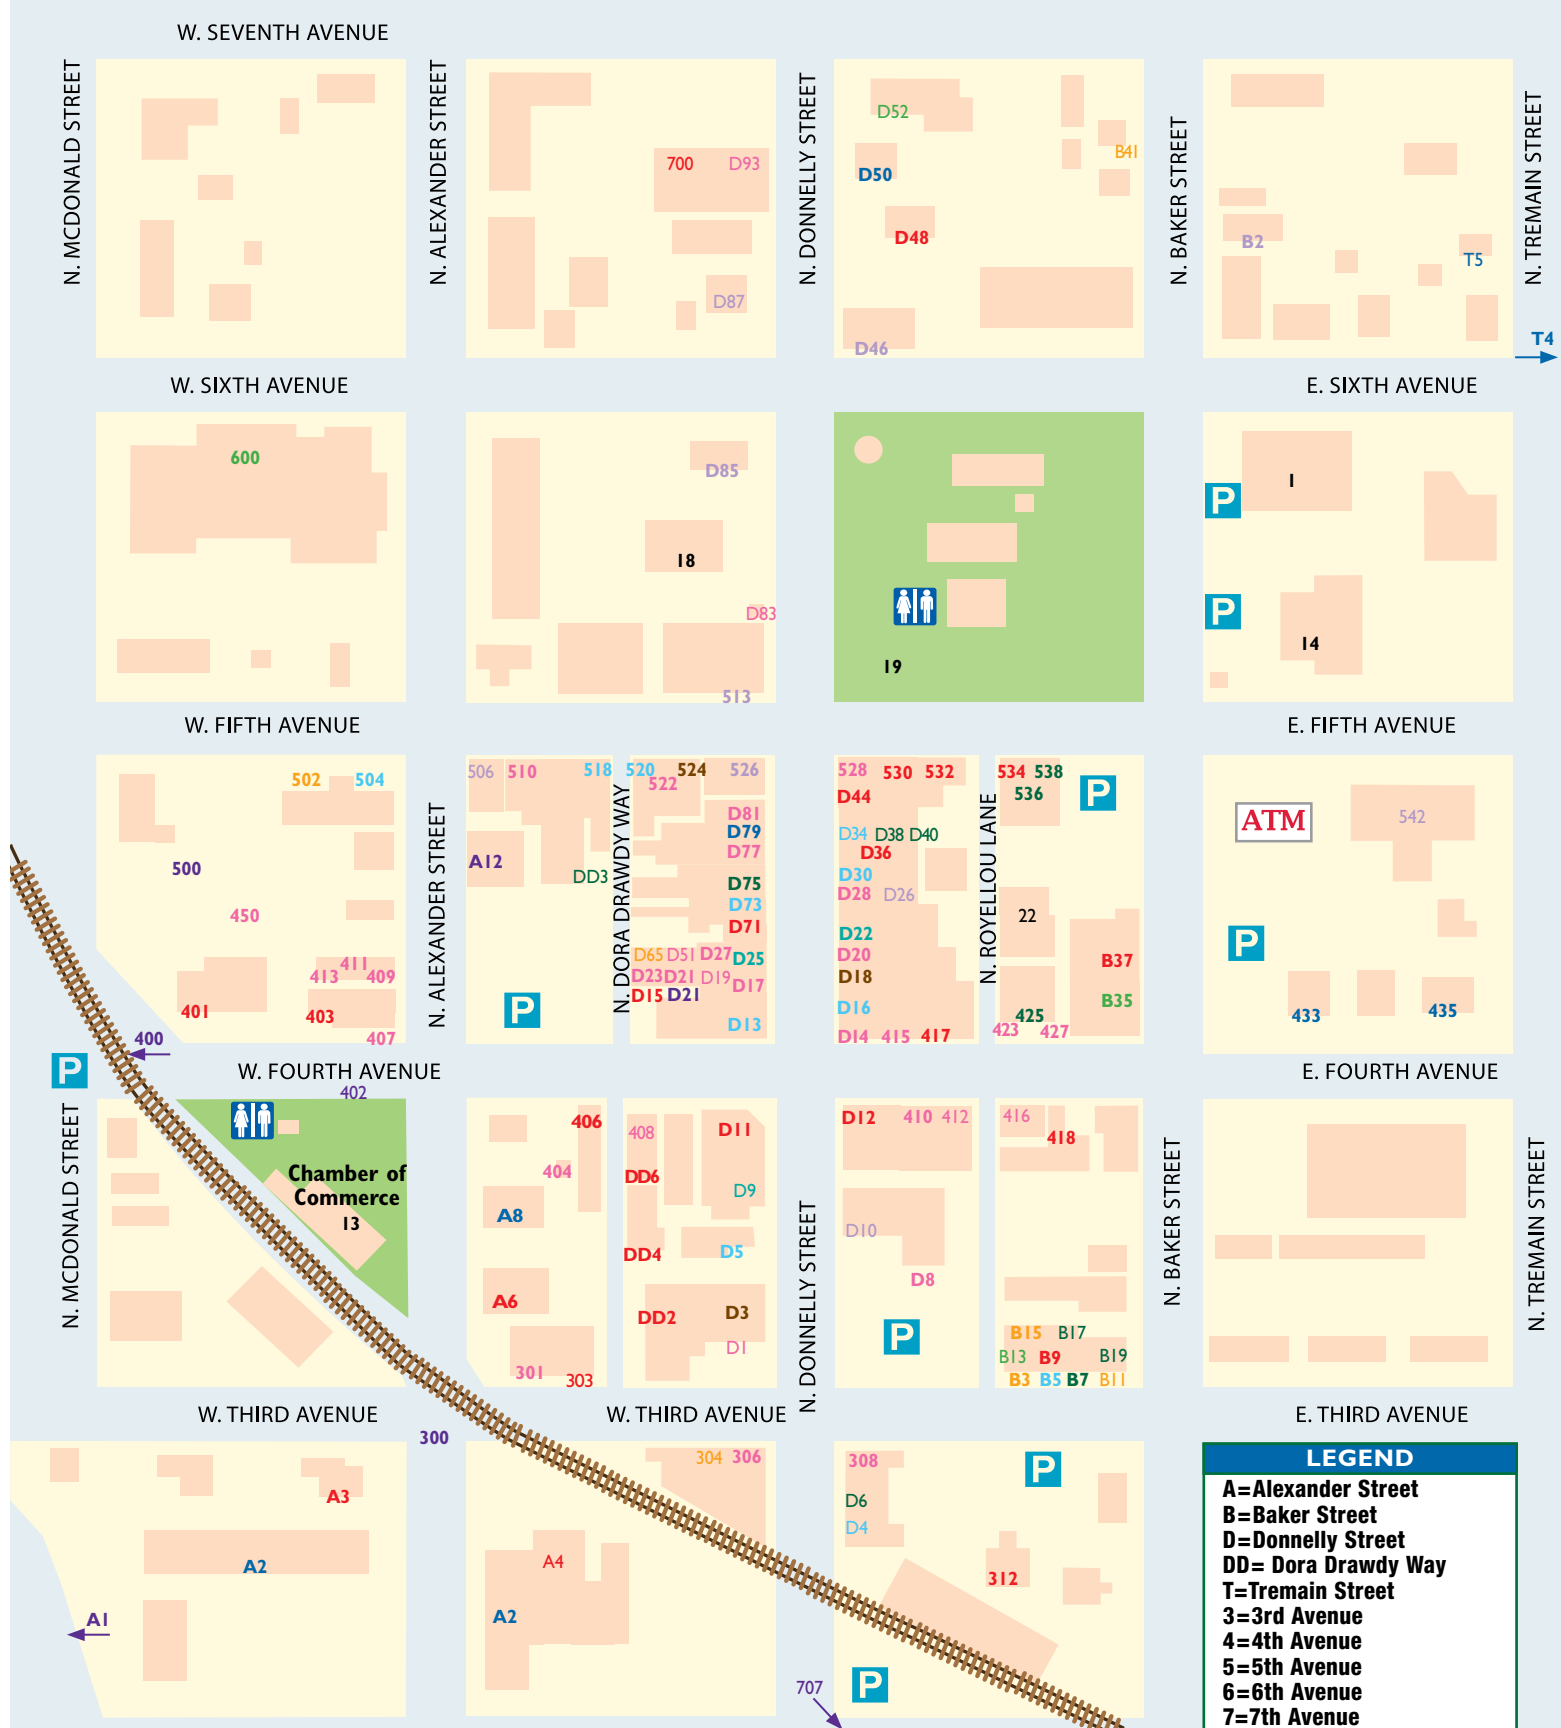 W. SEVENTH AVENUE
N. MCDONALD STREET
N. ALEXANDER STREET
N. DONNELLY STREET
N. BAKER STREET
N. TREMAIN STREET
700 D93
D87
D52
D50
D48
D46
B41
B2
T5
T4
W. SIXTH AVENUE
E. SIXTH AVENUE
600
D85
18
D83
513
19
P
1
P
14
W. FIFTH AVENUE
E. FIFTH AVENUE
502 504
500
450
411
413 409
401
403
407
400
N. ALEXANDER STREET
506 510 518
A12
DD3
P
N. DORA DRAWDY WAY
520 524 526
522
D81
D79
D77
D75
D73
D71
D65 D51 D27 D25
D23 D21 D19 D17
D15 D21
D13
528 530 532
D44
D34 D38 D40
D36
D30
D28 D26
D22
D20
D18
D16
D14 415 417
N. ROYELLOU LANE
534 538
536
P
22
B37
B35
425
423 427
ATM
542
P
433
435
P
W. FOURTH AVENUE
E. FOURTH AVENUE
402
N. MCDONALD STREET
Chamber of
Commerce
13
406
404
A8
A6
301
303
408
D11
DD6
D9
DD4
D5
DD2
D3
D1
N. DONNELLY STREET
D12 410 412
D10
D8
P
416
418
B15 B17
B13 B9 B19
B3 B5 B7 B11
N. BAKER STREET
N. TREMAIN STREET
W. THIRD AVENUE
W. THIRD AVENUE
E. THIRD AVENUE
300
A3
A2
A1
304 306
A4
A2
308
P
D6
D4
312
707
P
LEGEND
A=Alexander Street
B=Baker Street
D=Donnelly Street
DD= Dora Drawdy Way
T=Tremain Street
3=3rd Avenue
4=4th Avenue
5=5th Avenue
6=6th Avenue
7=7th Avenue